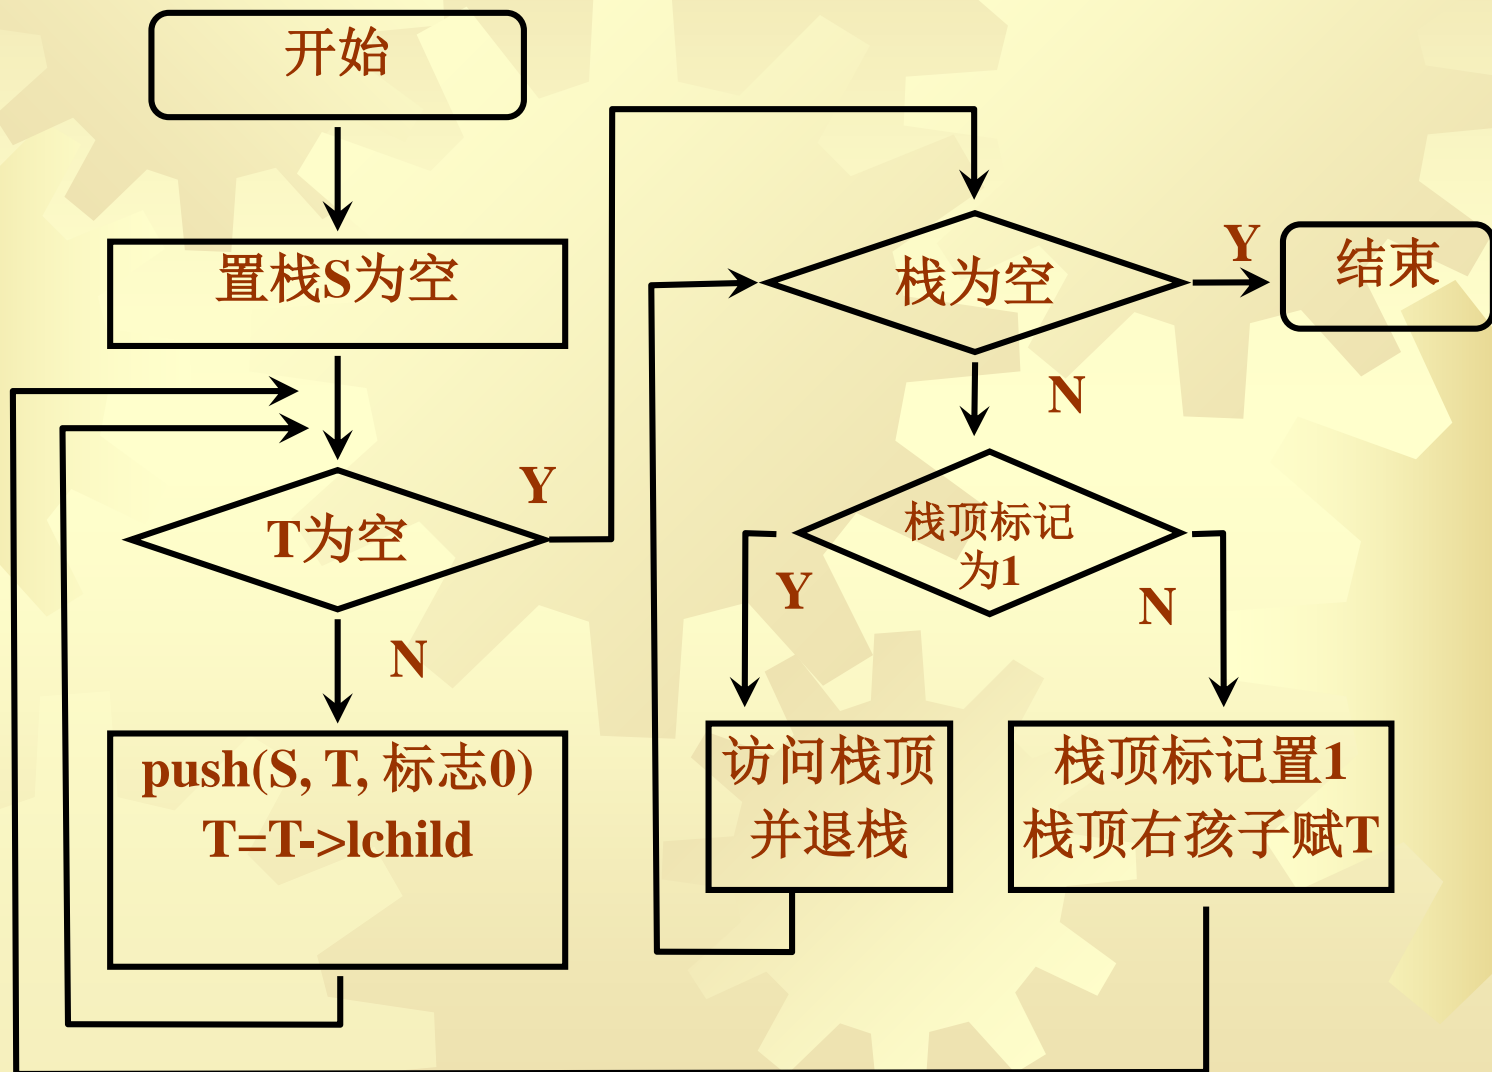 开始
置栈S为空
T为空
Y
N
push(S, T, 标志0)
T=T->lchild
栈为空
Y
结束
N
栈顶标记
为1
Y
N
访问栈顶
并退栈
栈顶标记置1
栈顶右孩子赋T